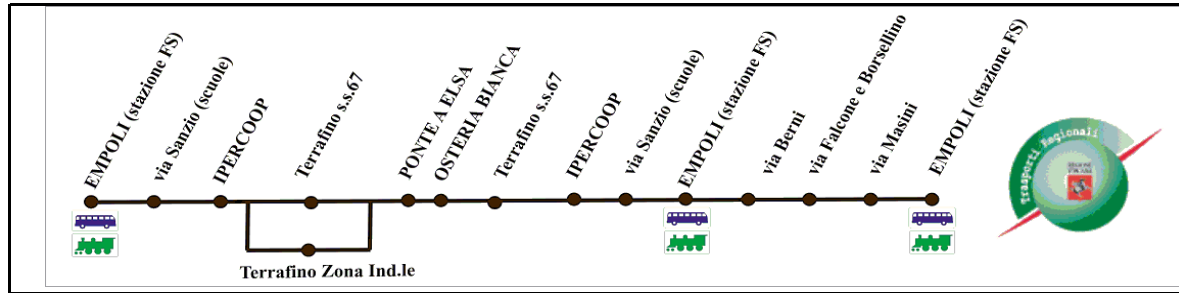 EMPOLI (stazione FS)
via Sanzio (scuole)
IPERCOOP
Terrafino s.s.67
PONTE A ELSA
OSTERIA BIANCA
Terrafino s.s.67
IPERCOOP
via Sanzio (scuole)
EMPOLI (stazione FS)
via Berni
via Falcone e Borsellino
via Masini
EMPOLI (stazione FS)
Terrafino Zona Ind.le
Trasporti Regionali
REGIONE
TOSCANA